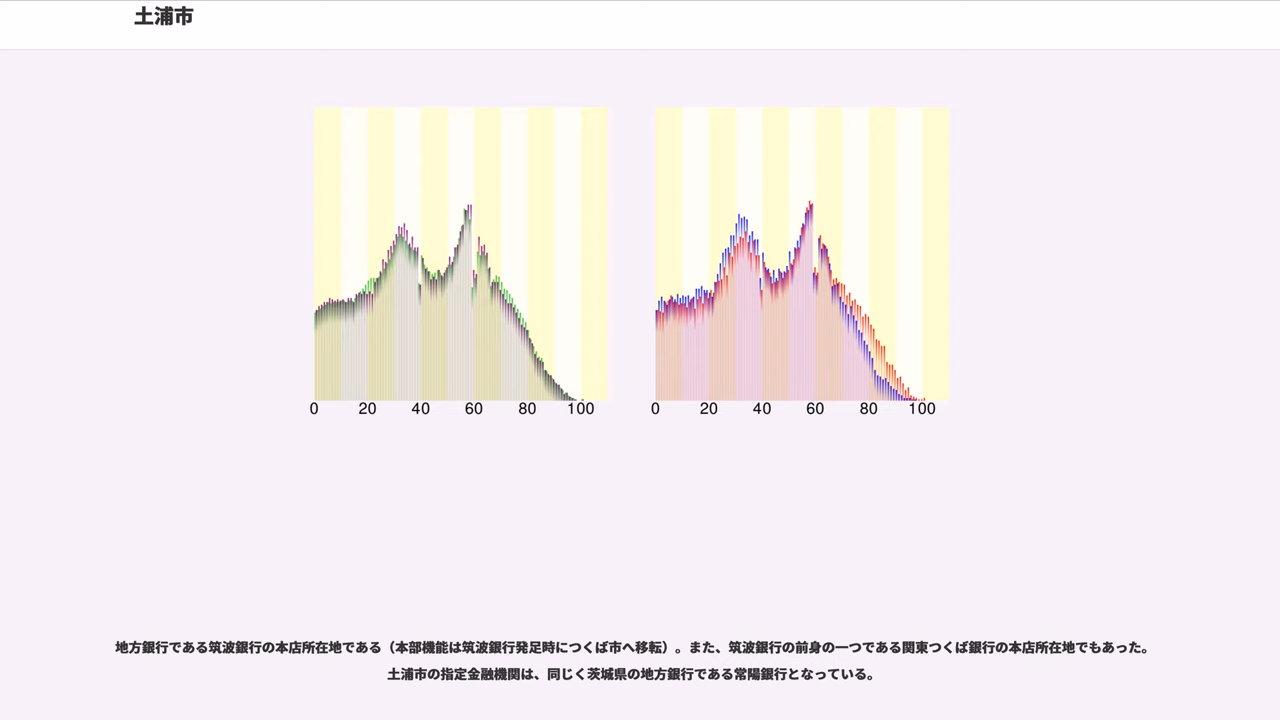 土浦市
0 20 40 60 80 100
0 20 40 60 80 100
地方銀行である筑波銀行の本店所在地である（本部機能は筑波銀行発足時につくば市へ移転）。また、筑波銀行の前身の一つである関東つくば銀行の本店所在地でもあった。
土浦市の指定金融機関は、同じく茨城県の地方銀行である常陽銀行となっている。